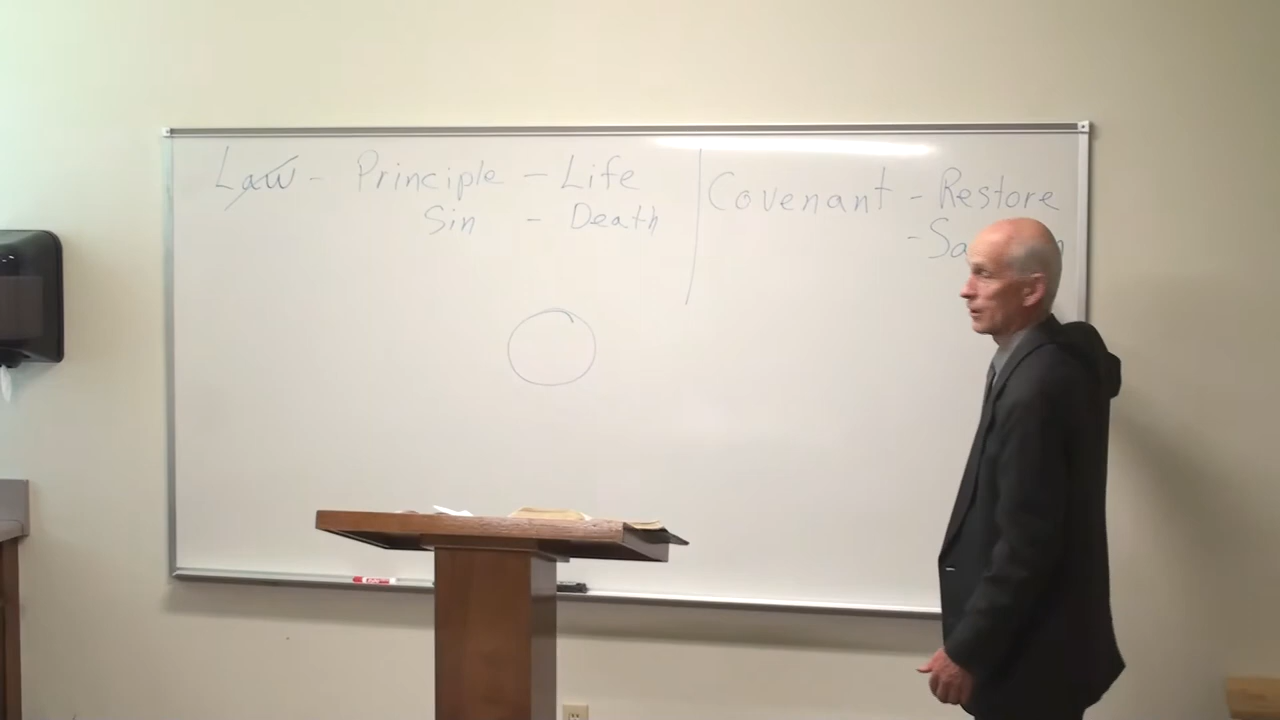 Law - Principle - Life
Sin - Death
Covenant - Restore
-